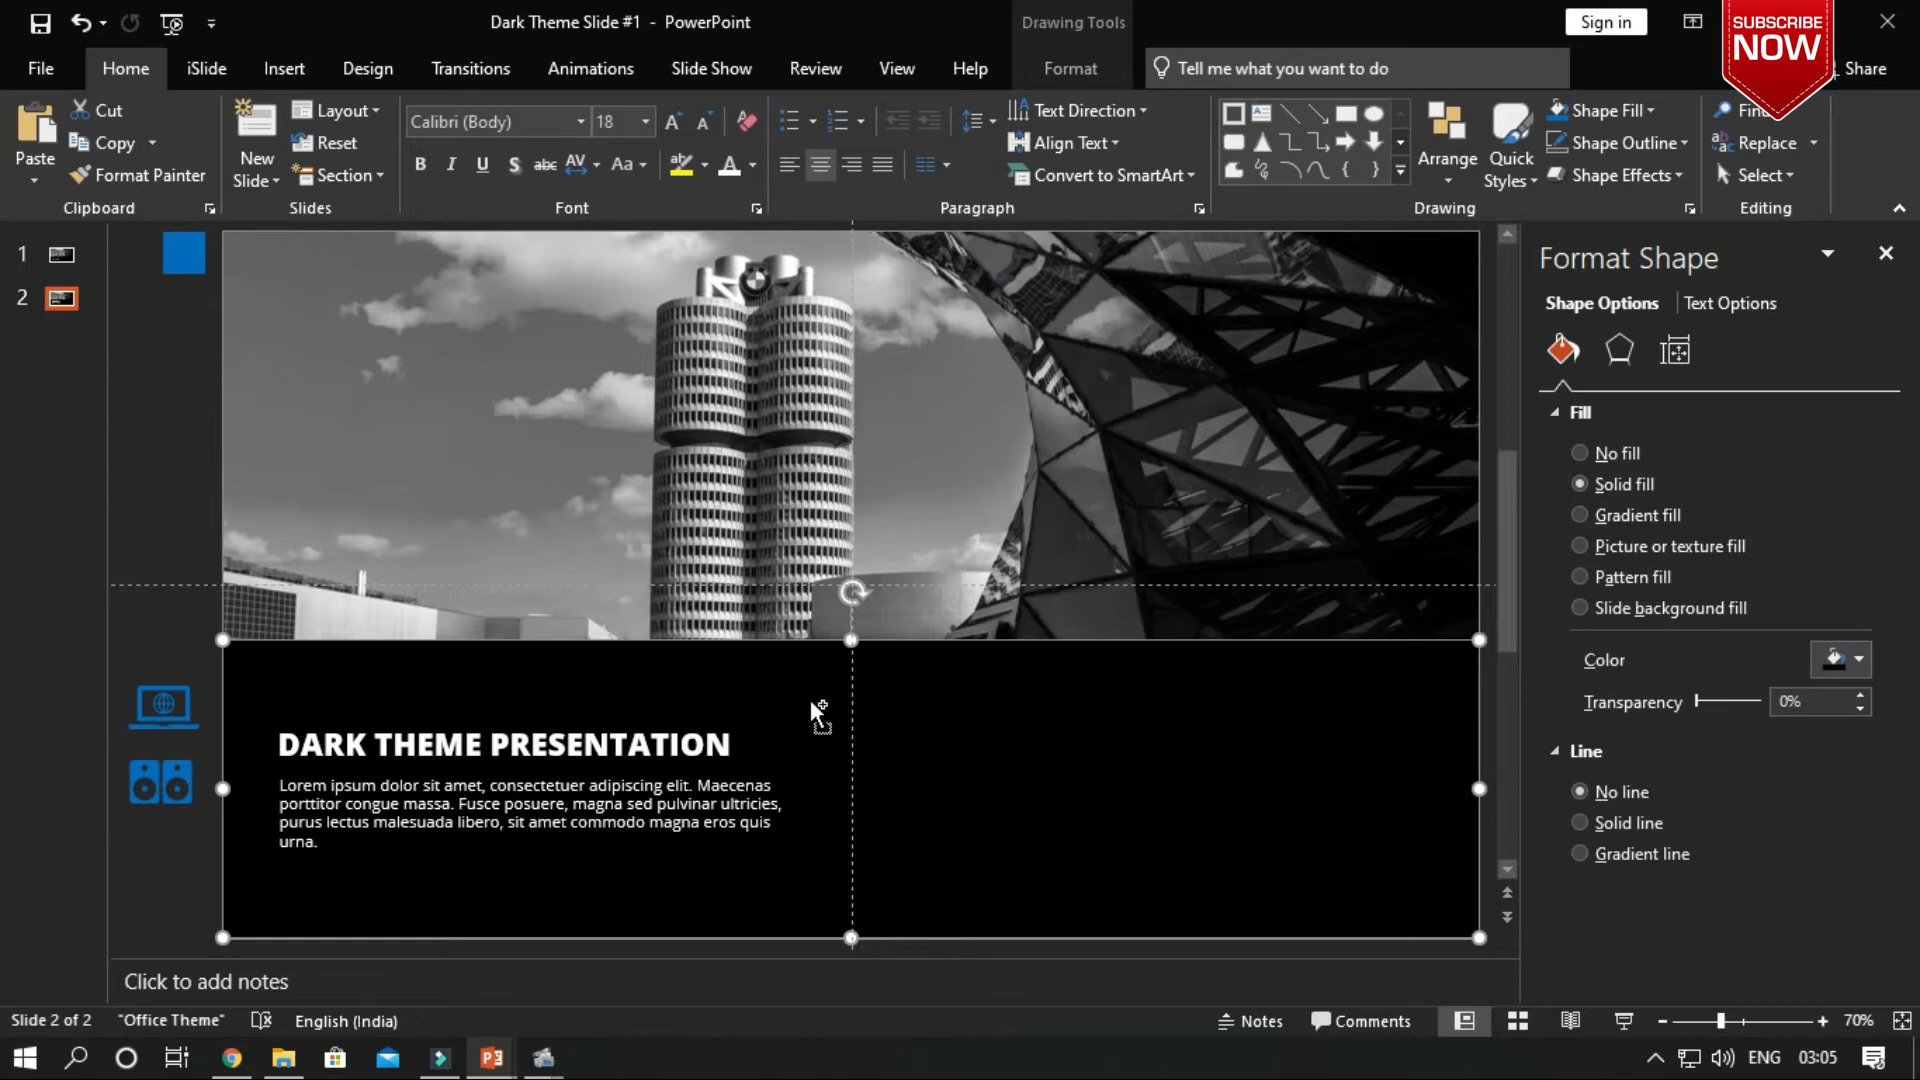 Dark Theme Slide #1 - PowerPoint
Drawing Tools
Sign in
SUBSCRIBE
NOW
File
Home
iSlide
Insert
Design
Transitions
Animations
Slide Show
Review
View
Help
Format
Tell me what you want to do
Share
Paste
Cut
Copy
Format Painter
Clipboard
New
Slide
Layout
Reset
Section
Slides
Calibri (Body)
18
B I U S abc AV Aa A
Font
Text Direction
Align Text
Convert to SmartArt
Paragraph
Arrange
Quick
Styles
Shape Fill
Shape Outline
Shape Effects
Drawing
Replace
Select
Editing
1
2
DARK THEME PRESENTATION
Lorem ipsum dolor sit amet, consectetuer adipiscing elit. Maecenas
porttitor congue massa. Fusce posuere, magna sed pulvinar ultricies,
purus lectus malesuada libero, sit amet commodo magna eros quis
urna.
Click to add notes
Format Shape
Shape Options
Text Options
Fill
No fill
Solid fill
Gradient fill
Picture or texture fill
Pattern fill
Slide background fill
Color
Transparency
0%
Line
No line
Solid line
Gradient line
Slide 2 of 2
"Office Theme"
English (India)
Notes
Comments
70%
ENG
03:05